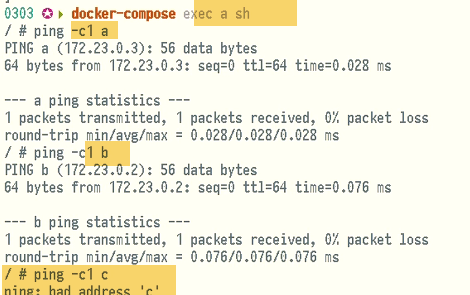 0303 ✪ ▸ docker-compose exec a sh
/ # ping -c1 a
PING a (172.23.0.3): 56 data bytes
64 bytes from 172.23.0.3: seq=0 ttl=64 time=0.028 ms
--- a ping statistics ---
1 packets transmitted, 1 packets received, 0% packet loss
round-trip min/avg/max = 0.028/0.028/0.028 ms
/ # ping -c1 b
PING b (172.23.0.2): 56 data bytes
64 bytes from 172.23.0.2: seq=0 ttl=64 time=0.076 ms
--- b ping statistics ---
1 packets transmitted, 1 packets received, 0% packet loss
round-trip min/avg/max = 0.076/0.076/0.076 ms
/ # ping -c1 c
ping: bad address 'c'